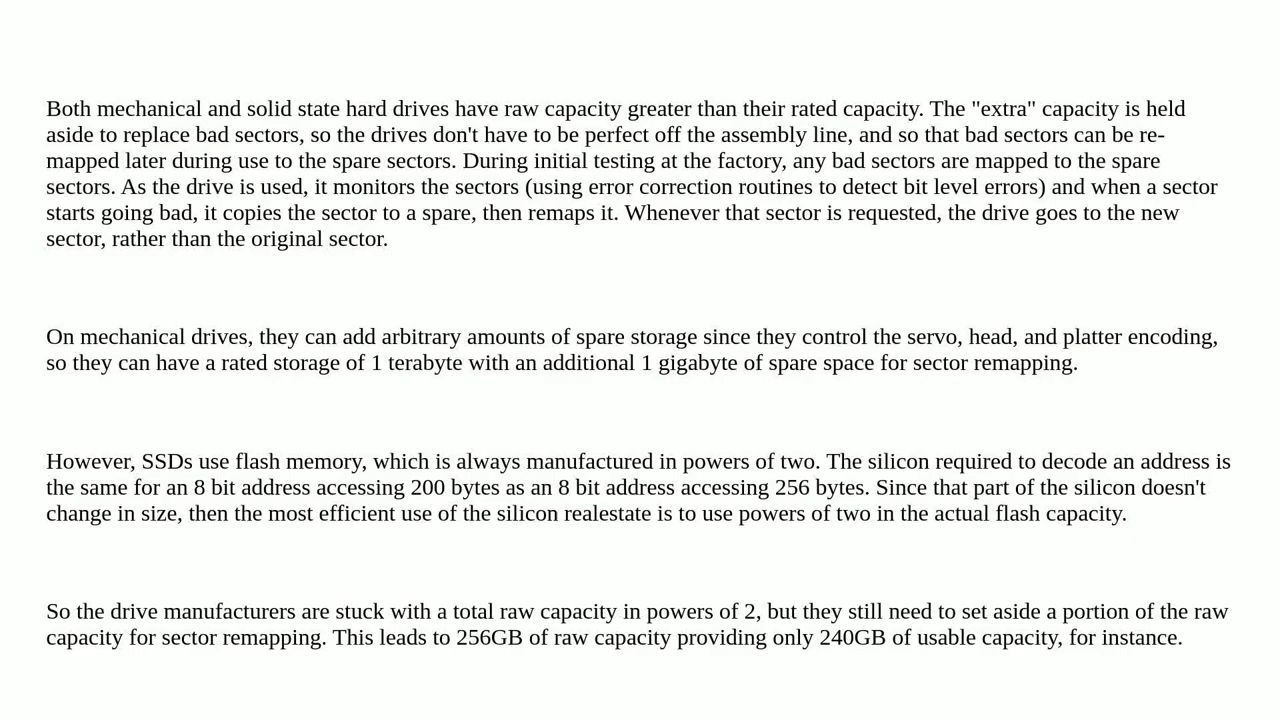 Both mechanical and solid state hard drives have raw capacity greater than their rated capacity. The "extra" capacity is held
aside to replace bad sectors, so the drives don't have to be perfect off the assembly line, and so that bad sectors can be re-
mapped later during use to the spare sectors. During initial testing at the factory, any bad sectors are mapped to the spare
sectors. As the drive is used, it monitors the sectors (using error correction routines to detect bit level errors) and when a sector
starts going bad, it copies the sector to a spare, then remaps it. Whenever that sector is requested, the drive goes to the new
sector, rather than the original sector.
On mechanical drives, they can add arbitrary amounts of spare storage since they control the servo, head, and platter encoding,
so they can have a rated storage of 1 terabyte with an additional 1 gigabyte of spare space for sector remapping.
However, SSDs use flash memory, which is always manufactured in powers of two. The silicon required to decode an address is
the same for an 8 bit address accessing 200 bytes as an 8 bit address accessing 256 bytes. Since that part of the silicon doesn't
change in size, then the most efficient use of the silicon realestate is to use powers of two in the actual flash capacity.
So the drive manufacturers are stuck with a total raw capacity in powers of 2, but they still need to set aside a portion of the raw
capacity for sector remapping. This leads to 256GB of raw capacity providing only 240GB of usable capacity, for instance.